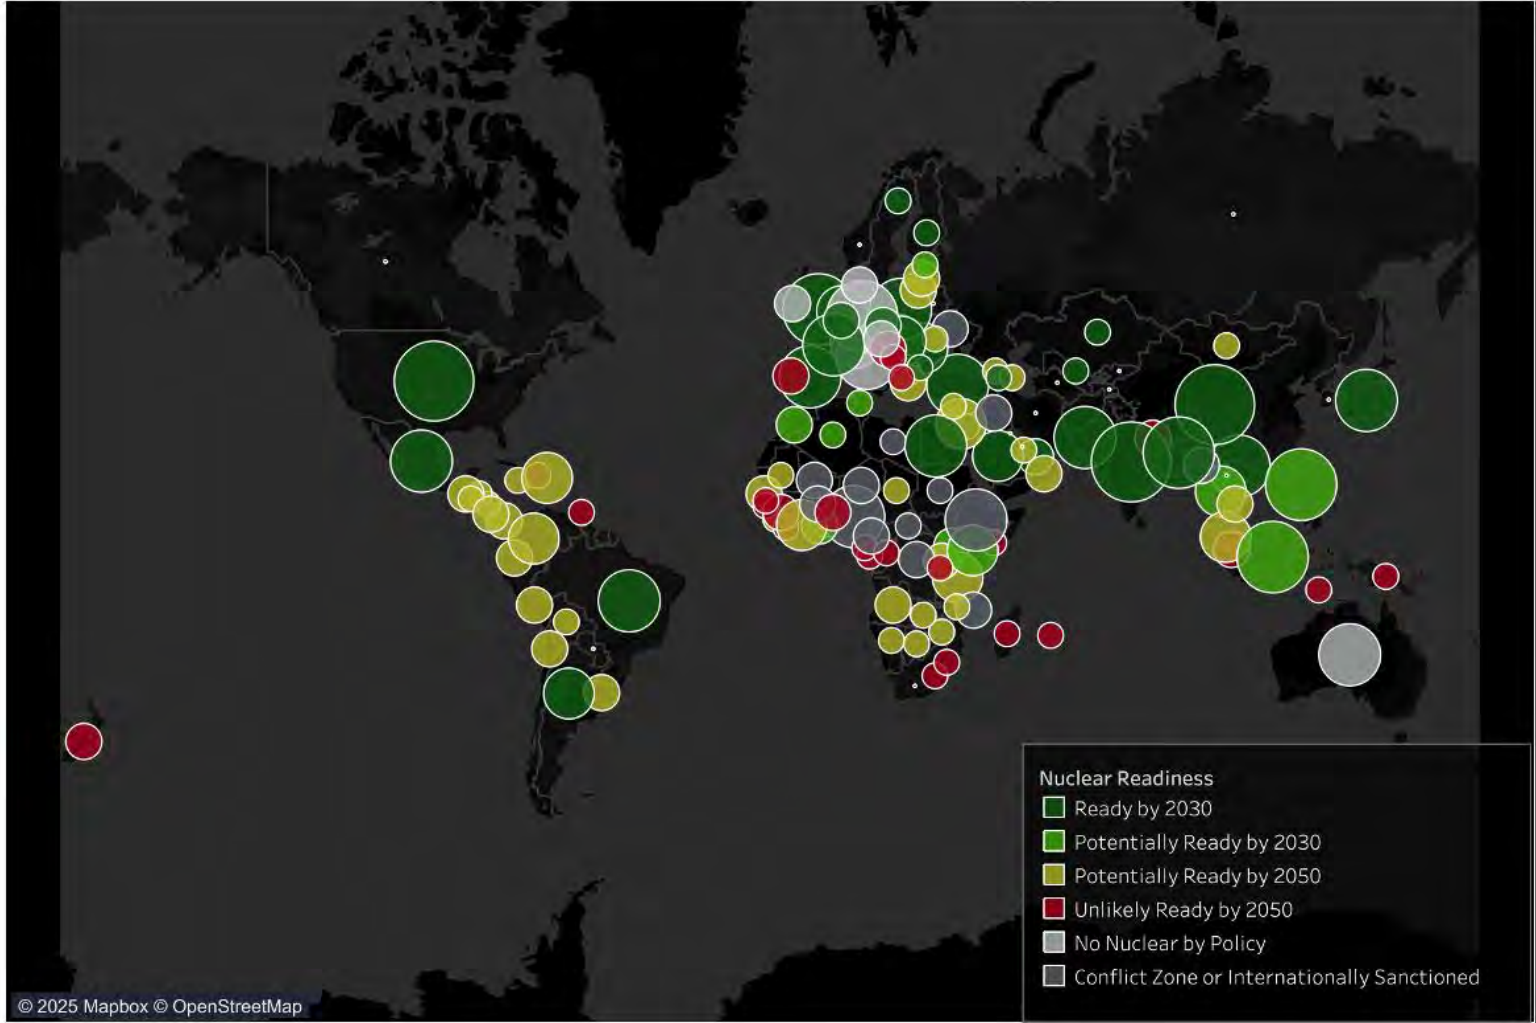 Nuclear Readiness
Ready by 2030
Potentially Ready by 2030
Potentially Ready by 2050
Unlikely Ready by 2050
No Nuclear by Policy
Conflict Zone or Internationally Sanctioned
© 2025 Mapbox © OpenStreetMap